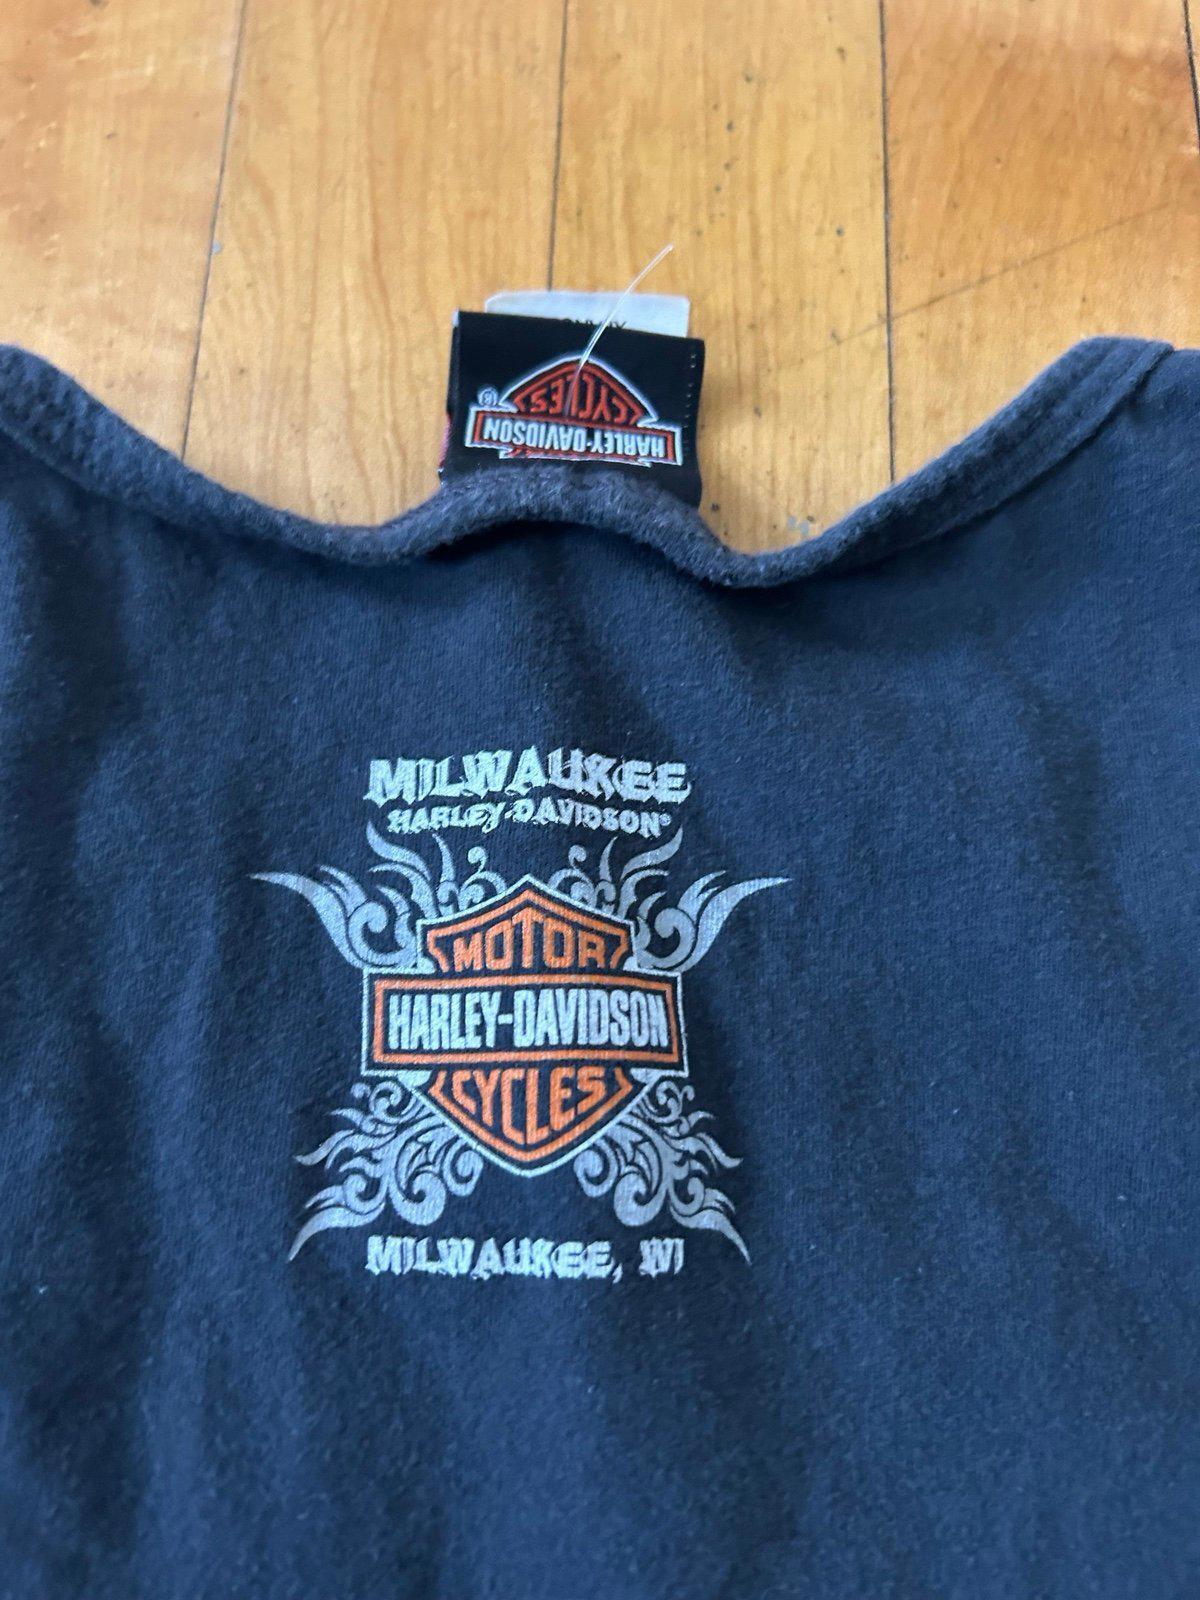 HARLEY-DAVIDSON
CYCLES
®
MILWAUKEE
HARLEY-DAVIDSON®
MOTOR
HARLEY-DAVIDSON
CYCLES
MILWAUKEE, WI